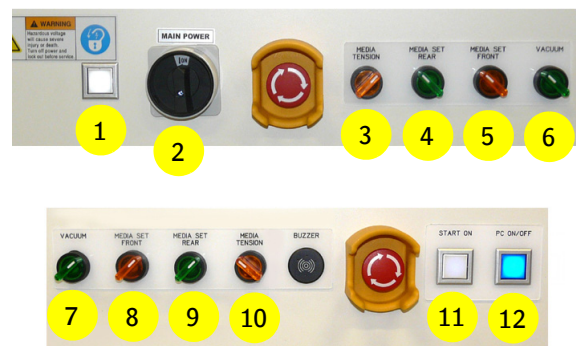 WARNING
Hazardous voltage
will cause severe
injury or death.
Turn off power and
lock out before service
MAIN POWER
MEDIA
TENSION
MEDIA SET
REAR
MEDIA SET
FRONT
VACUUM
1
2
3
4
5
6
VACUUM
MEDIA SET
FRONT
MEDIA SET
REAR
MEDIA
TENSION
BUZZER
START ON
PC ON/OFF
7
8
9
10
11
12